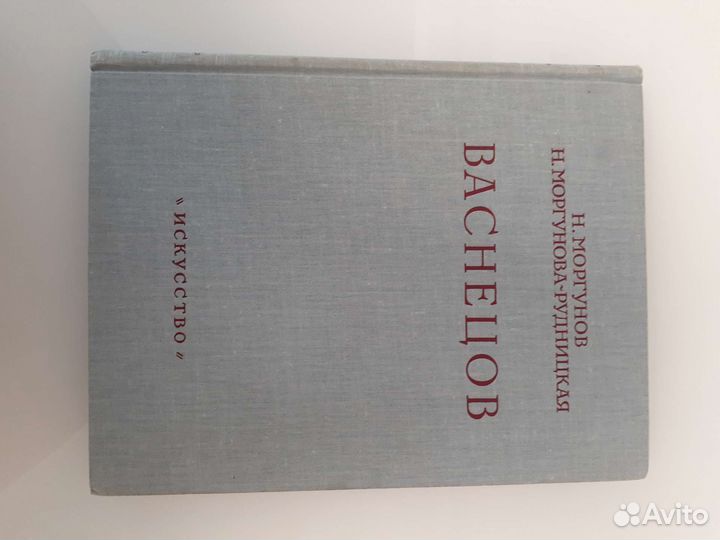 Н. МОРГУНОВ
Н. МОРГУНОВА-РУДНИЦКАЯ
ВАСНЕЦОВ
"ИСКУССТВО"
Avito